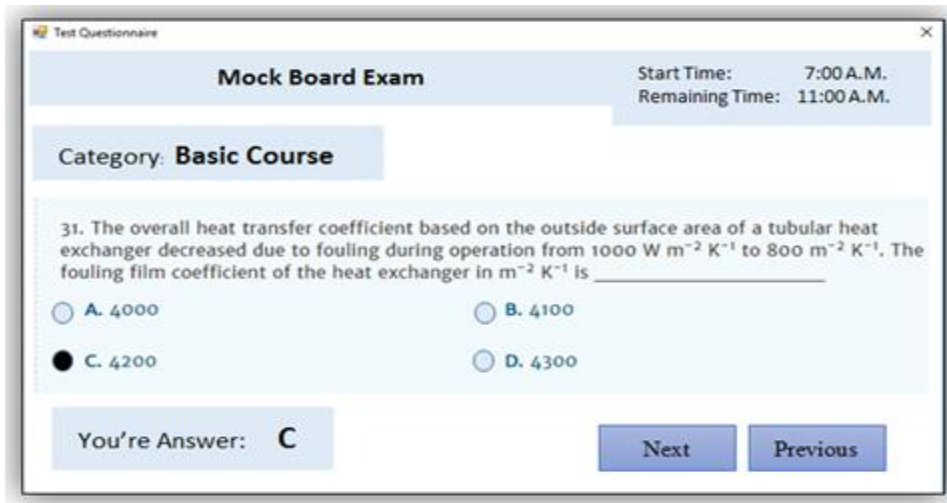 Test Questionnaire
Mock Board Exam
Start Time: 7:00 A.M.
Remaining Time: 11:00 A.M.
Category: Basic Course
31. The overall heat transfer coefficient based on the outside surface area of a tubular heat
exchanger decreased due to fouling during operation from 1000 W m⁻² K⁻¹ to 800 m⁻² K⁻¹. The
fouling film coefficient of the heat exchanger in m⁻² K⁻¹ is ____________________
A. 4000
B. 4100
C. 4200
D. 4300
You're Answer: C
Next
Previous